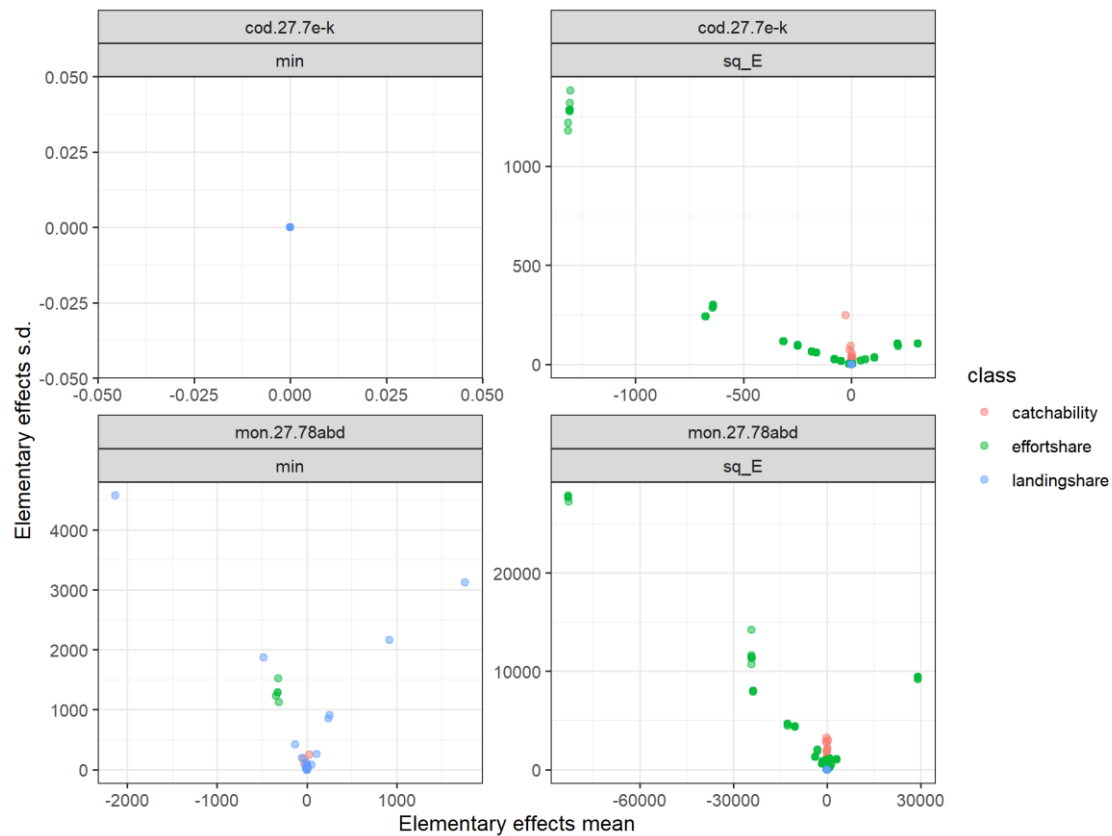 cod.27.7e-k
cod.27.7e-k
min
sq_E
0.050
0.025
0.000
-0.025
-0.050
-0.050
-0.025
0.000
0.025
0.050
1000
500
0
-1000
-500
0
mon.27.78abd
mon.27.78abd
min
sq_E
4000
3000
2000
1000
0
-2000
-1000
0
1000
20000
10000
0
-60000
-30000
0
30000
Elementary effects s.d.
Elementary effects mean
class
catchability
effortshare
landingshare